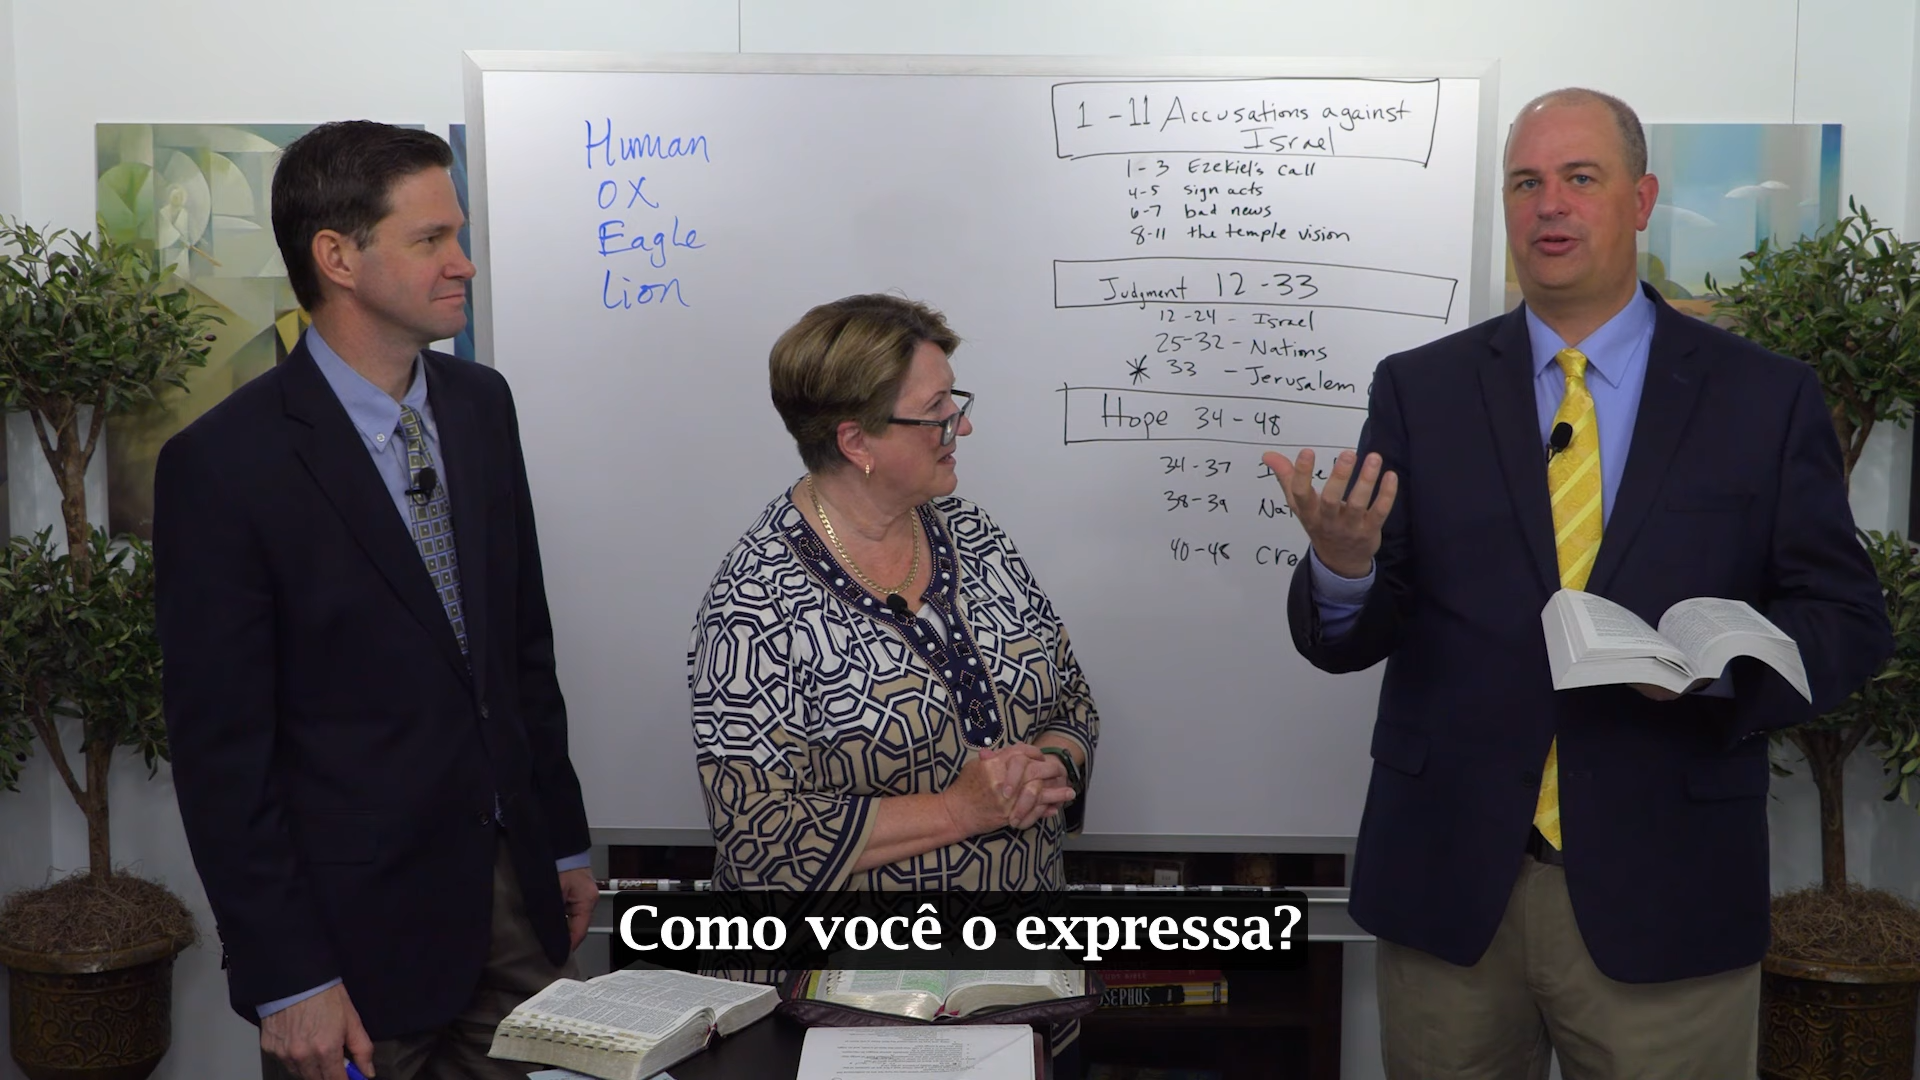 Human
OX
Eagle
Lion
1-11 Accusations against
Israel
1-3 Ezekiel's call
4-5 sign acts
6-7 bad news
8-11 the temple vision
Judgment 12-33
12-24 - Israel
25-32 - Nations
* 33 - Jerusalem
Hope 34-48
34-37
38-39
40-48
Como você o expressa?